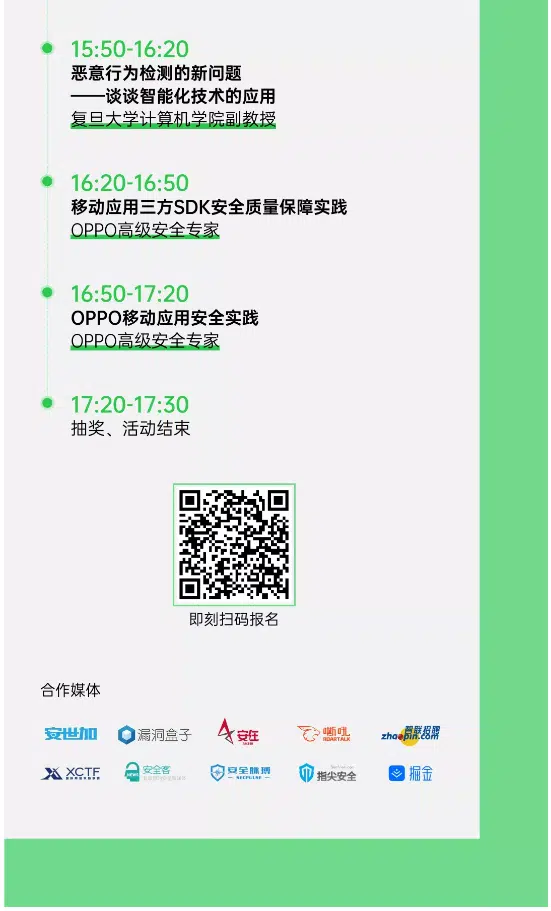 15:50-16:20
恶意行为检测的新问题
——谈谈智能化技术的应用
复旦大学计算机学院副教授
16:20-16:50
移动应用三方SDK安全质量保障实践
OPPO高级安全专家
16:50-17:20
OPPO移动应用安全实践
OPPO高级安全专家
17:20-17:30
抽奖、活动结束
即刻扫码报名
合作媒体
安世加
漏洞盒子
安在
嘶吼
ROARTALK
智联招聘
zhaopin.com
XCTF
安全客
安全脉搏
SECPULSE
指尖安全
掘金